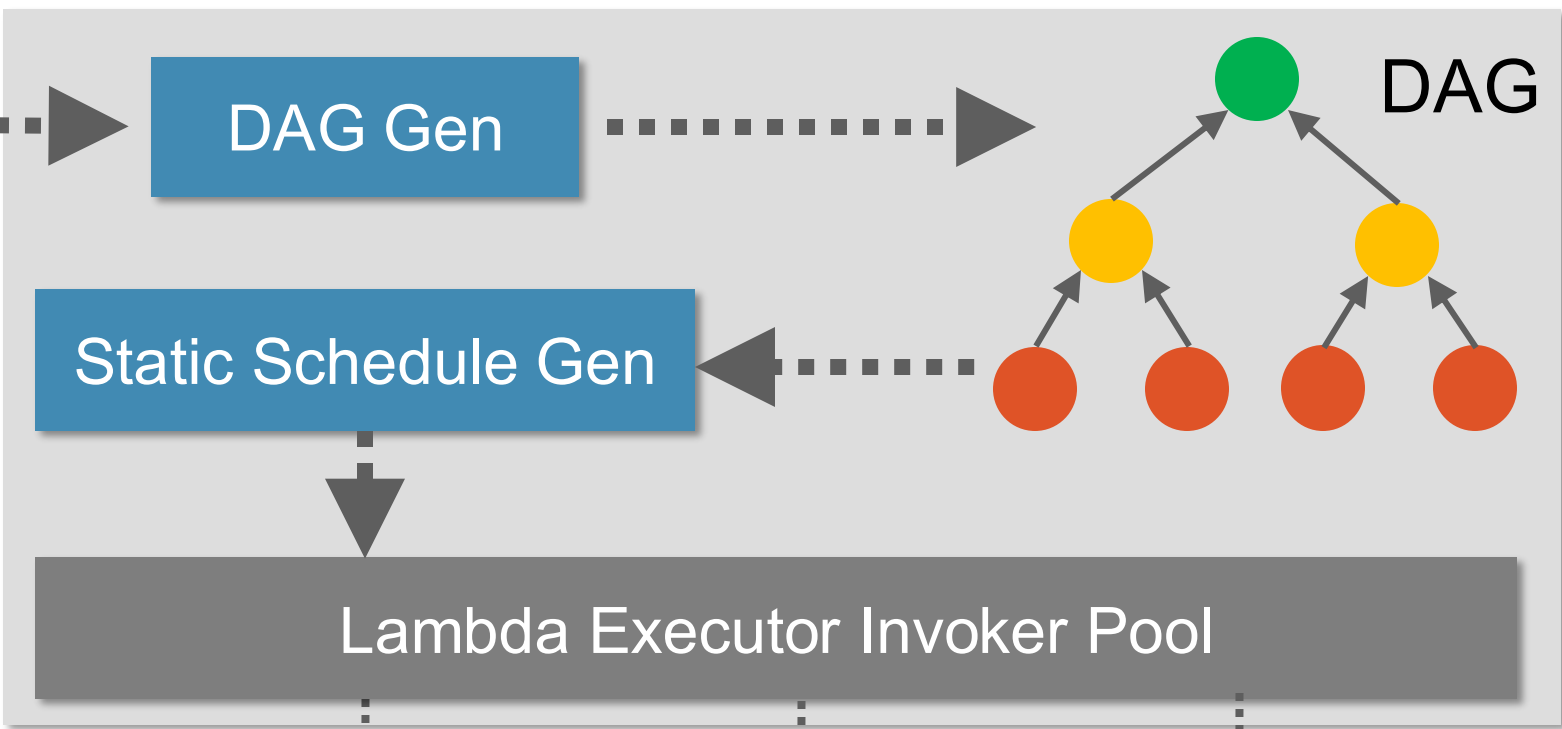 DAG Gen
DAG
Static Schedule Gen
Lambda Executor Invoker Pool